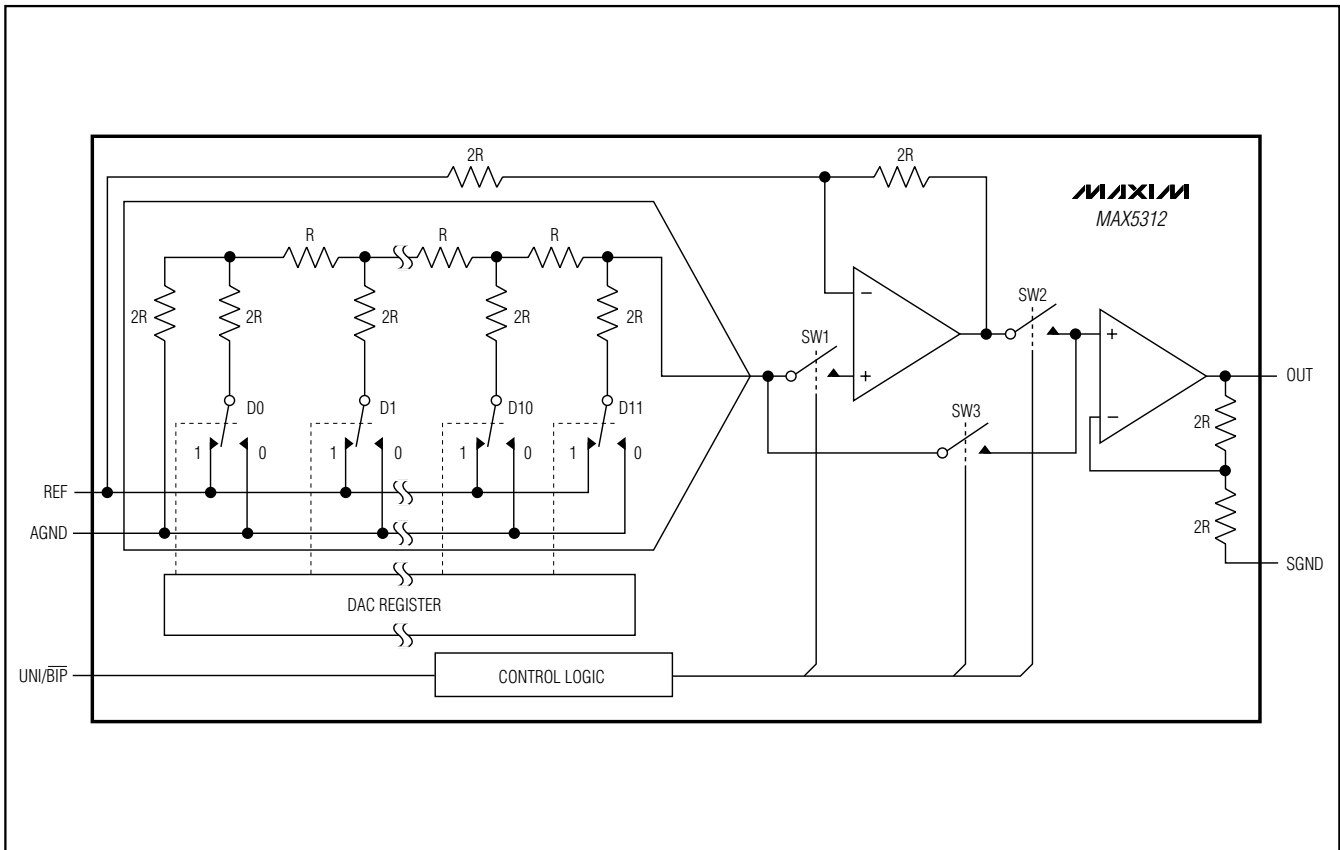 2R
2R
MAXIM
MAX5312
R
R
R
2R
2R
2R
2R
2R
SW2
SW1
+
−
+
−
OUT
D0
D1
D10
D11
SW3
2R
1
0
1
0
1
0
1
0
REF
AGND
2R
SGND
DAC REGISTER
UNI/B̅I̅P̅
CONTROL LOGIC